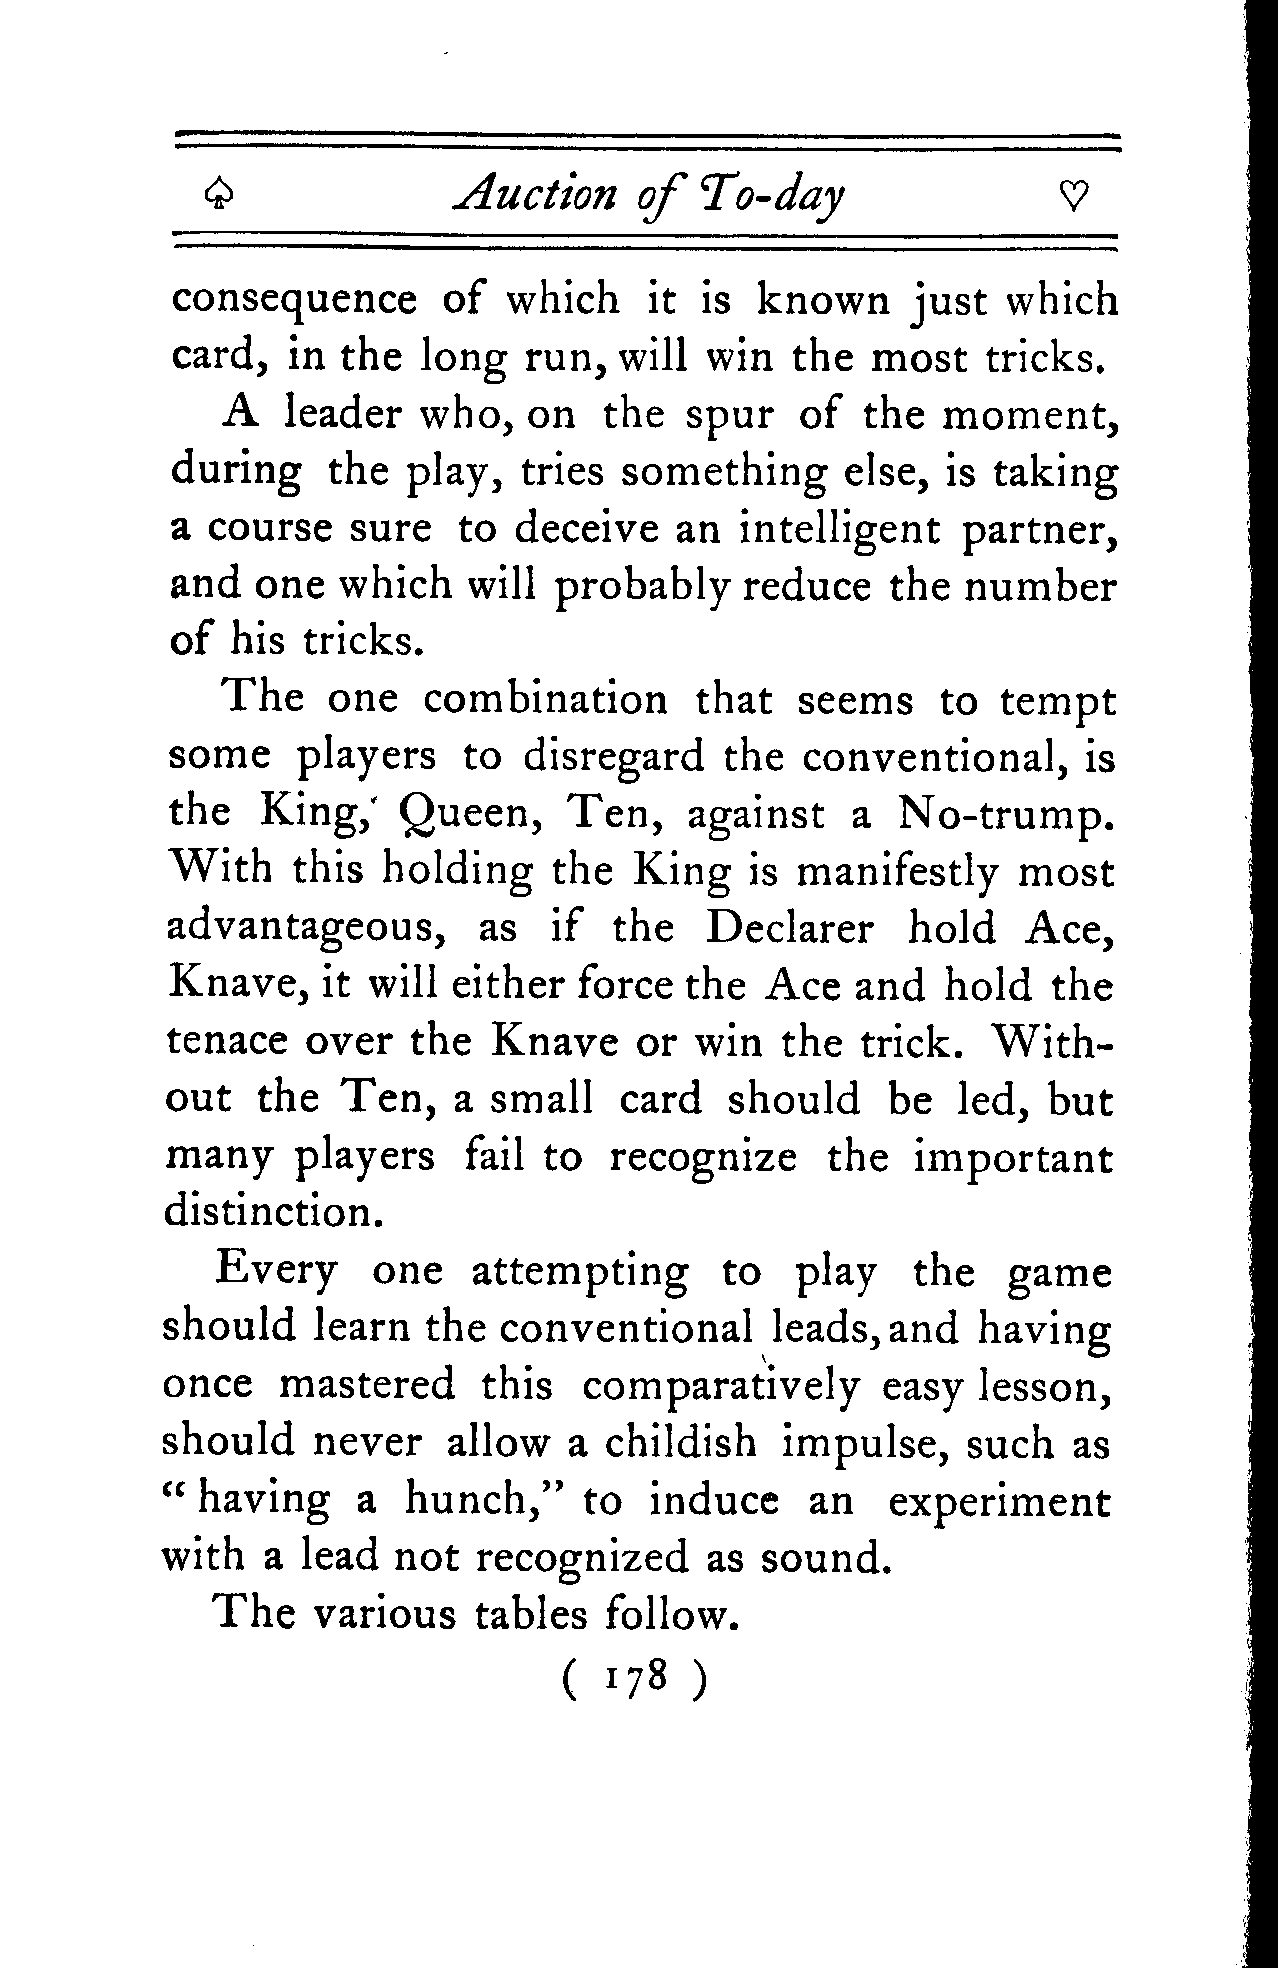 ♤ Auction of To-day ♡
consequence of which it is known just which
card, in the long run, will win the most tricks.
A leader who, on the spur of the moment,
during the play, tries something else, is taking
a course sure to deceive an intelligent partner,
and one which will probably reduce the number
of his tricks.
The one combination that seems to tempt
some players to disregard the conventional, is
the King, Queen, Ten, against a No-trump.
With this holding the King is manifestly most
advantageous, as if the Declarer hold Ace,
Knave, it will either force the Ace and hold the
tenace over the Knave or win the trick. With-
out the Ten, a small card should be led, but
many players fail to recognize the important
distinction.
Every one attempting to play the game
should learn the conventional leads, and having
once mastered this comparatively easy lesson,
should never allow a childish impulse, such as
“having a hunch,” to induce an experiment
with a lead not recognized as sound.
The various tables follow.
( 178 )